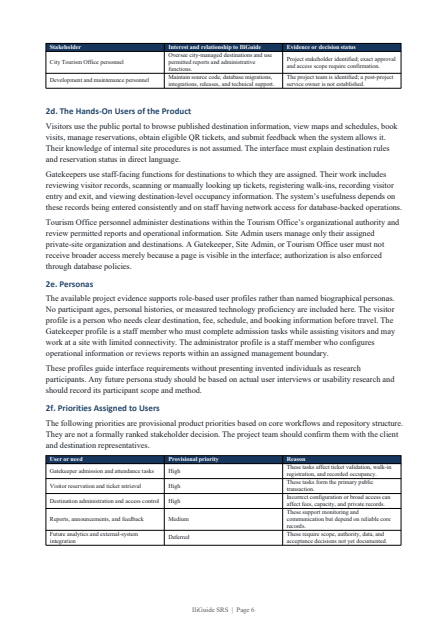 Stakeholder Interest and relationship to IliGuide Evidence or decision status
City Tourism Office personnel Oversee city-managed destinations and use permitted reports and administrative functions. Project stakeholder identified; exact approval and access scope require confirmation.
Development and maintenance personnel Maintain source code, database migrations, integrations, releases, and technical support. The project team is identified; a post-project service owner is not established.
2d. The Hands-On Users of the Product
Visitors use the public portal to browse published destination information, view maps and schedules, book
visits, manage reservations, obtain eligible QR tickets, and submit feedback when the system allows it.
Their knowledge of internal site procedures is not assumed. The interface must explain destination rules
and reservation status in direct language.
Gatekeepers use staff-facing functions for destinations to which they are assigned. Their work includes
reviewing visitor records, scanning or manually looking up tickets, registering walk-ins, recording visitor
entry and exit, and viewing destination-level occupancy information. The system's usefulness depends on
these records being entered consistently and on staff having network access for database-backed operations.
Tourism Office personnel administer destinations within the Tourism Office's organizational authority and
review permitted reports and operational information. Site Admin users manage only their assigned
private-site organization and destinations. A Gatekeeper, Site Admin, or Tourism Office user must not
receive broader access merely because a page is visible in the interface; authorization is also enforced
through database policies.
2e. Personas
The available project evidence supports role-based user profiles rather than named biographical personas.
No participant ages, personal histories, or measured technology proficiency are included here. The visitor
profile is a person who needs clear destination, fee, schedule, and booking information before travel. The
Gatekeeper profile is a staff member who must complete admission tasks while assisting visitors and may
work at a site with limited connectivity. The administrator profile is a staff member who configures
operational information or reviews reports within an assigned management boundary.
These profiles guide interface requirements without presenting invented individuals as research
participants. Any future persona study should be based on actual user interviews or usability research and
should record its participant scope and method.
2f. Priorities Assigned to Users
The following priorities are provisional product priorities based on core workflows and repository structure.
They are not a formally ranked stakeholder decision. The project team should confirm them with the client
and destination representatives.
User or need Provisional priority Reason
Gatekeeper admission and attendance tasks High These tasks affect ticket validation, walk-in registration, and recorded occupancy.
Visitor reservation and ticket retrieval High These tasks form the primary public transaction.
Destination administration and access control High Incorrect configuration or broad access can affect fees, capacity, and private records.
Reports, announcements, and feedback Medium These support monitoring and communication but depend on reliable core records.
Future analytics and external-system integration Deferred These require scope, authority, data, and acceptance decisions not yet documented.
IliGuide SRS | Page 6